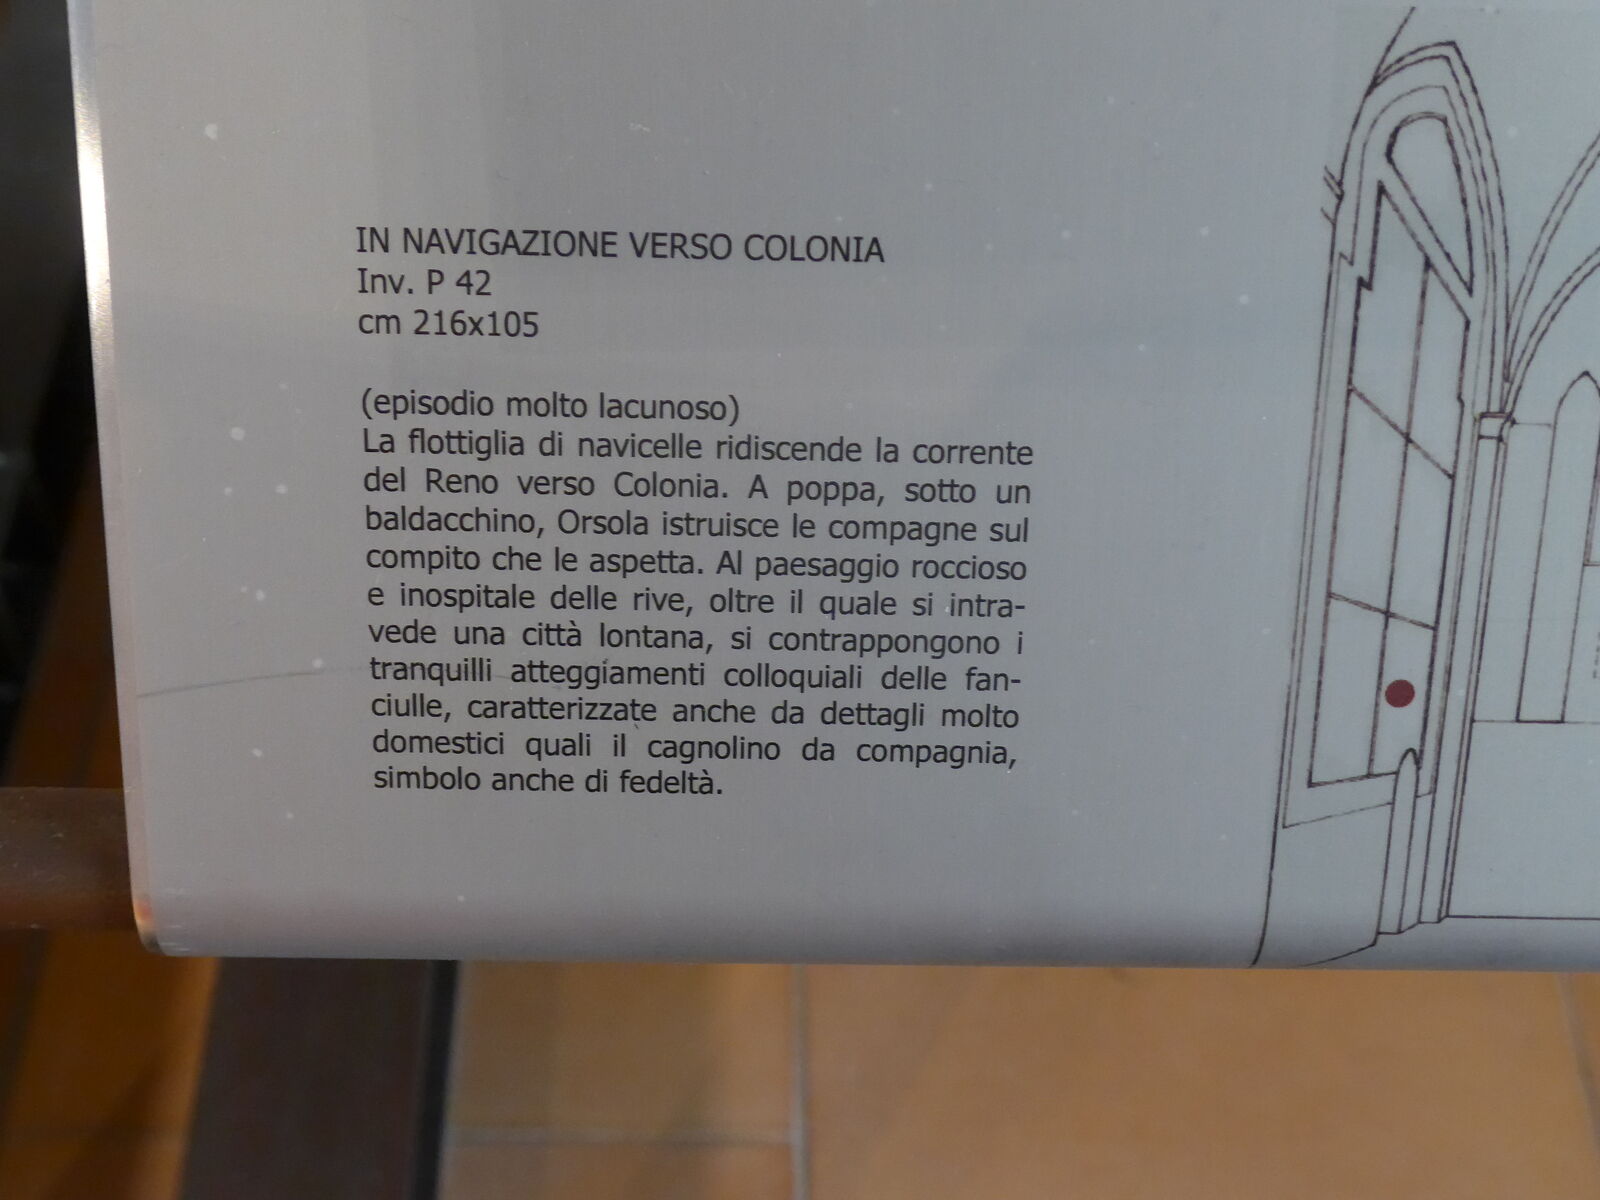 IN NAVIGAZIONE VERSO COLONIA
Inv. P 42
cm 216x105
(episodio molto lacunoso)
La flottiglia di navicelle ridiscende la corrente
del Reno verso Colonia. A poppa, sotto un
baldacchino, Orsola istruisce le compagne sul
compito che le aspetta. Al paesaggio roccioso
e inospitale delle rive, oltre il quale si intra-
vede una città lontana, si contrappongono i
tranquilli atteggiamenti colloquiali delle fan-
ciulle, caratterizzate anche da dettagli molto
domestici quali il cagnolino da compagnia,
simbolo anche di fedeltà.